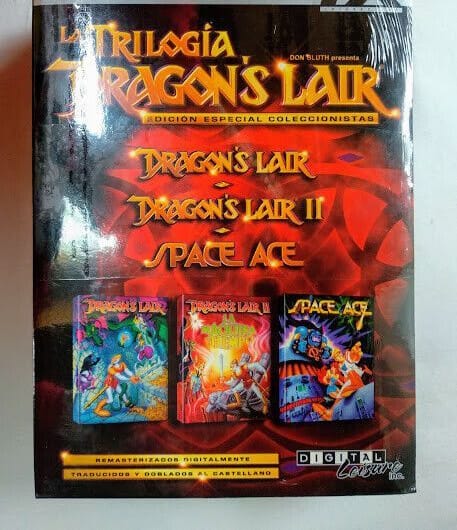 LA TRILOGÍA
DON BLUTH presenta
DRAGON'S LAIR
EDICIÓN ESPECIAL COLECCIONISTAS
DRAGON'S LAIR
-
DRAGON'S LAIR II
-
SPACE ACE
DRAGON'S LAIR
DRAGON'S LAIR II
SPACE ACE
REMASTERIZADOS DIGITALMENTE
TRADUCIDOS Y DOBLADOS AL CASTELLANO
DIGITAL
Leisure
Inc.